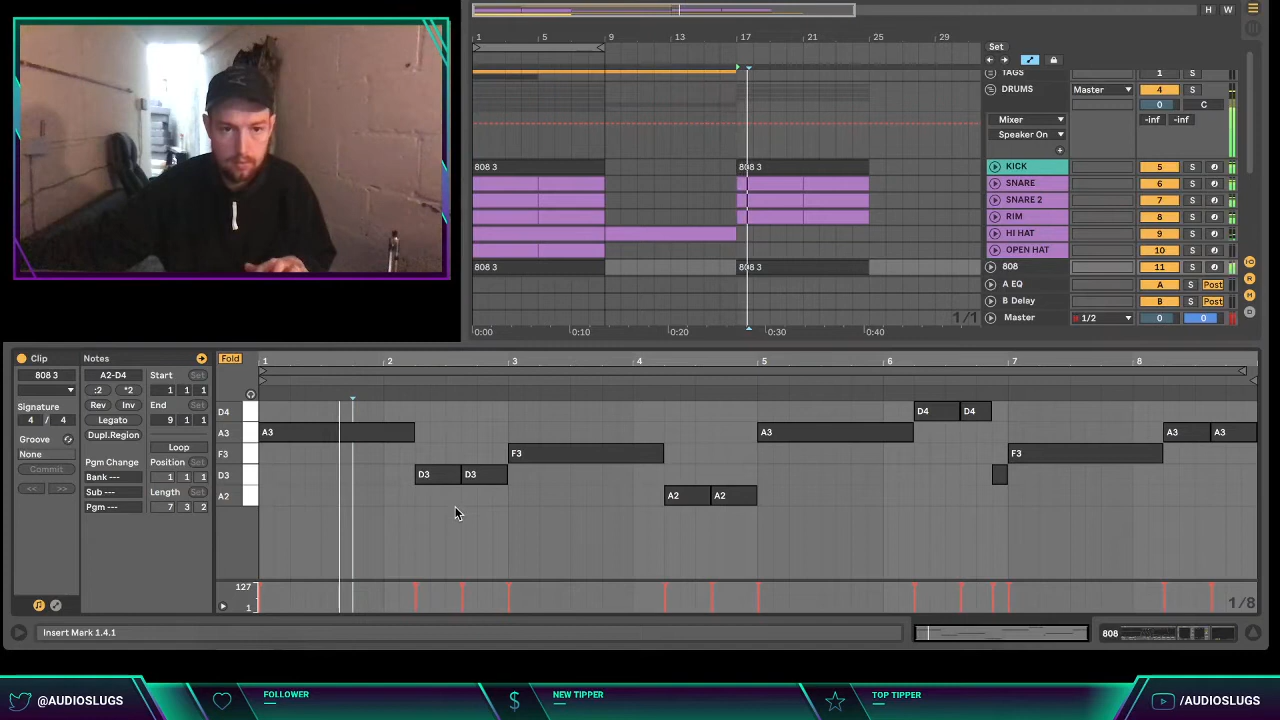 H W
1 5 9 13 17 21 25 29
Set
TAGS 1 S
DRUMS Master 4 S
0 C
Mixer -inf -inf
Speaker On
808 3 808 3 KICK 5 S
SNARE 6 S
SNARE 2 7 S
RIM 8 S
HI HAT 9 S
OPEN HAT 10 S
808 3 808 3 808 11 S
A EQ A S Post
B Delay B S Post
1/1 Master 1/2 0 0
0:00 0:10 0:20 0:30 0:40
Clip Notes Fold 1 2 3 4 5 6 7 8
808 3 A2-D4 Start Set
:2 *2 1 1 1
Signature Rev Inv End Set
4 / 4 Legato 9 1 1
Groove Dupl.Region Loop
None Pgm Change Position Set
Commit Bank --- 1 1 1
<< >> Sub --- Length Set
Pgm --- 7 3 2
D4 D4 D4
A3 A3 A3 A3 A3
F3 F3 F3
D3 D3 D3
A2 A2 A2
127
1 1/8
Insert Mark 1.4.1 808
@AUDIOSLUGS FOLLOWER NEW TIPPER TOP TIPPER /AUDIOSLUGS